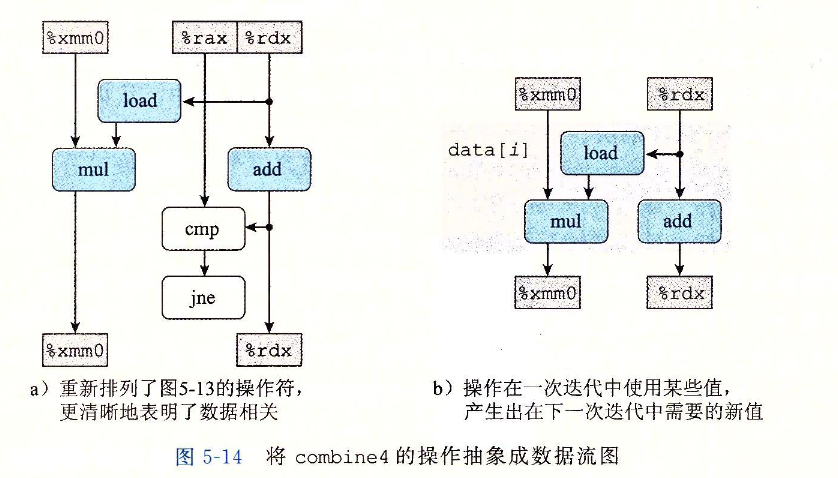 %xmm0 %rax %rdx
load
mul add
cmp
jne
%xmm0 %rdx
a）重新排列了图5-13的操作符，
更清晰地表明了数据相关
%xmm0 %rdx
data[i] load
mul add
%xmm0 %rdx
b）操作在一次迭代中使用某些值，
产生出在下一次迭代中需要的新值
图 5-14 将 combine4 的操作抽象成数据流图